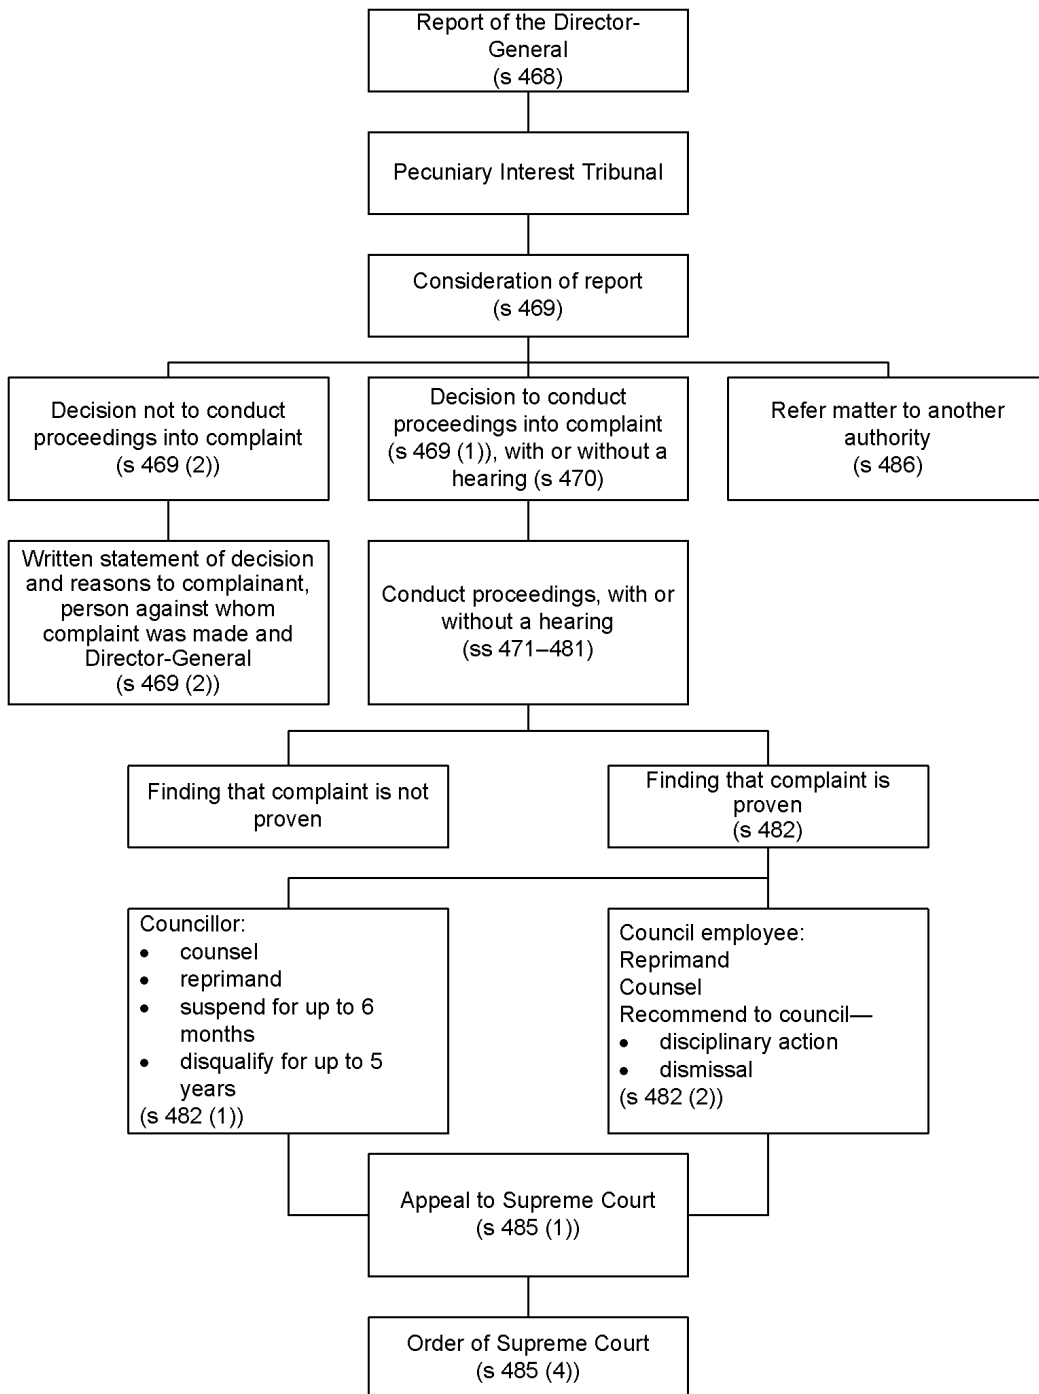 Report of the Director-
General
(s 468)
Pecuniary Interest Tribunal
Consideration of report
(s 469)
Decision not to conduct
proceedings into complaint
(s 469 (2))
Decision to conduct
proceedings into complaint
(s 469 (1)), with or without a
hearing (s 470)
Refer matter to another
authority
(s 486)
Written statement of decision
and reasons to complainant,
person against whom
complaint was made and
Director-General
(s 469 (2))
Conduct proceedings, with or
without a hearing
(ss 471–481)
Finding that complaint is not
proven
Finding that complaint is
proven
(s 482)
Councillor:
• counsel
• reprimand
• suspend for up to 6
months
• disqualify for up to 5
years
(s 482 (1))
Council employee:
Reprimand
Counsel
Recommend to council—
• disciplinary action
• dismissal
(s 482 (2))
Appeal to Supreme Court
(s 485 (1))
Order of Supreme Court
(s 485 (4))